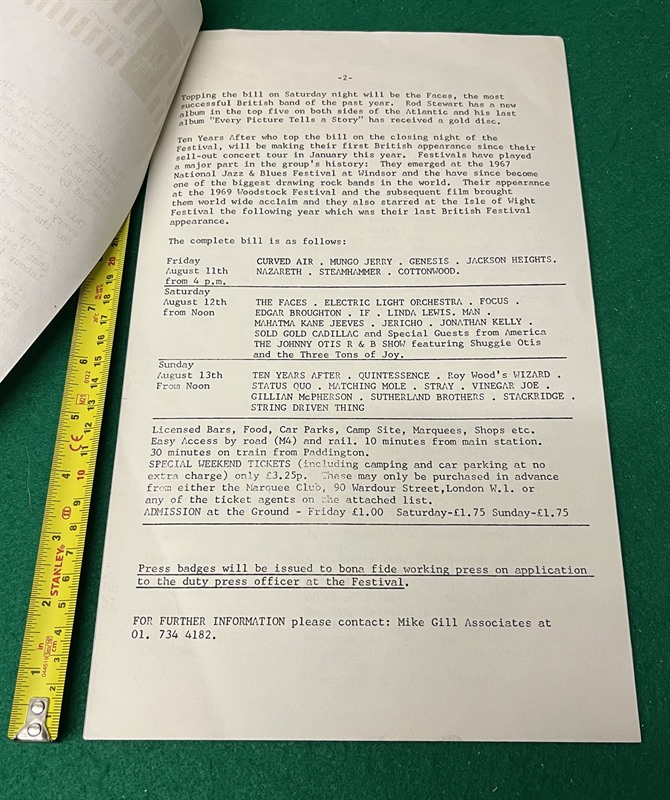 -2-
Topping the bill on Saturday night will be the Faces, the most
successful British band of the past year. Rod Stewart has a new
album in the top five on both sides of the Atlantic and his last
album "Every Picture Tells a Story" has received a gold disc.
Ten Years After who top the bill on the closing night of the
Festival, will be making their first British appearance since their
sell-out concert tour in January this year. Festivals have played
a major part in the group's history: They emerged at the 1967
National Jazz & Blues Festival at Windsor and the have since become
one of the biggest drawing rock bands in the world. Their appearance
at the 1969 Woodstock Festival and the subsequent film brought
them world wide acclaim and they also starred at the Isle of Wight
Festival the following year which was their last British Festival
appearance.
The complete bill is as follows:
Friday CURVED AIR . MUNGO JERRY . GENESIS . JACKSON HEIGHTS.
August 11th NAZARETH . STEAMHAMMER . COTTONWOOD.
from 4 p.m.
Saturday
August 12th THE FACES . ELECTRIC LIGHT ORCHESTRA . FOCUS .
from Noon EDGAR BROUGHTON . IF . LINDA LEWIS. MAN .
MAHATMA KANE JEEVES . JERICHO . JONATHAN KELLY .
SOLD GOLD CADILLAC and Special Guests from America
THE JOHNNY OTIS R & B SHOW featuring Shuggie Otis
and the Three Tons of Joy.
Sunday
August 13th TEN YEARS AFTER . QUINTESSENCE . Roy Wood's WIZARD .
From Noon STATUS QUO . MATCHING MOLE . STRAY . VINEGAR JOE .
GILLIAN McPHERSON . SUTHERLAND BROTHERS . STACKRIDGE .
STRING DRIVEN THING
Licensed Bars, Food, Car Parks, Camp Site, Marquees, Shops etc.
Easy Access by road (M4) and rail. 10 minutes from main station.
30 minutes on train from Paddington.
SPECIAL WEEKEND TICKETS (including camping and car parking at no
extra charge) only £3.25p. These may only be purchased in advance
from either the Marquee Club, 90 Wardour Street,London W.1. or
any of the ticket agents on the attached list.
ADMISSION at the Ground - Friday £1.00 Saturday-£1.75 Sunday-£1.75
Press badges will be issued to bona fide working press on application
to the duty press officer at the Festival.
FOR FURTHER INFORMATION please contact: Mike Gill Associates at
01. 734 4182.
STANLEY